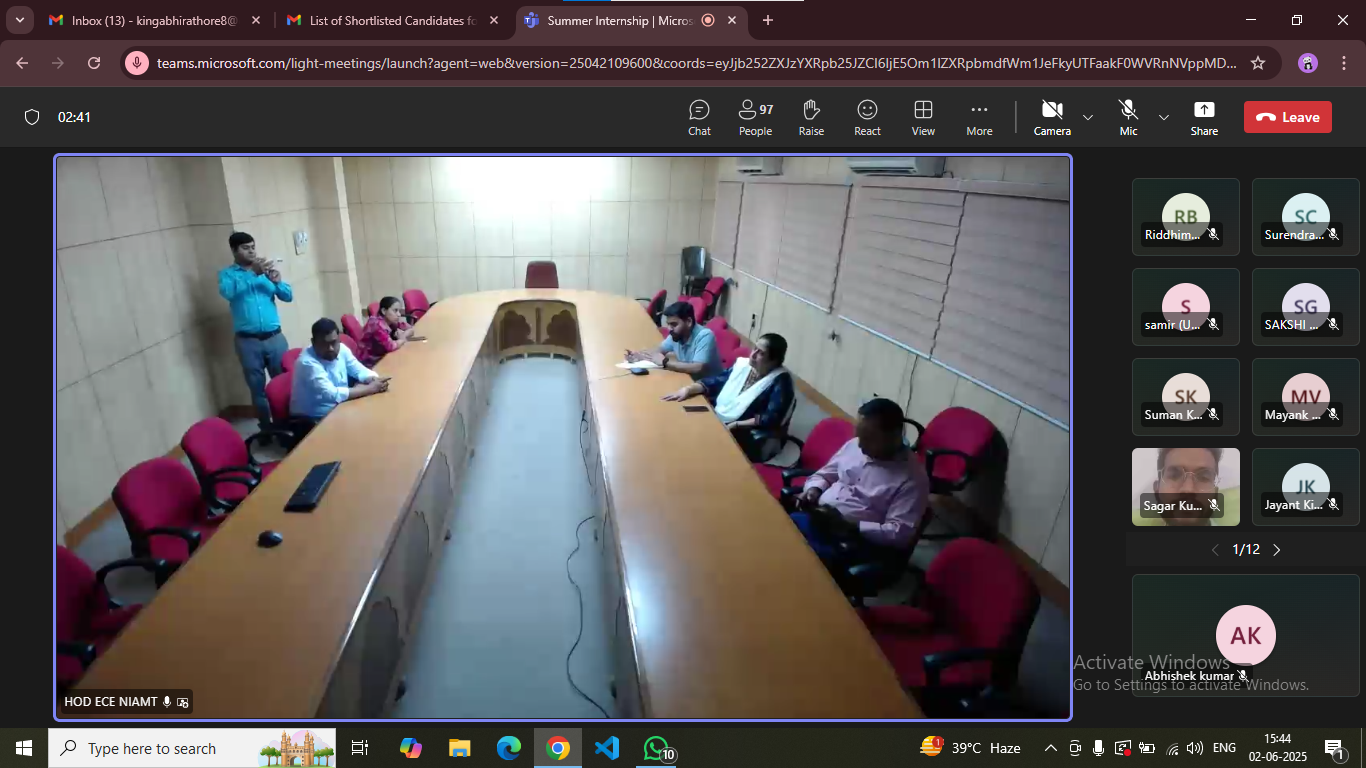 Inbox (13) - kingabhirathore8@
List of Shortlisted Candidates fo
Summer Internship | Micros
teams.microsoft.com/light-meetings/launch?agent=web&version=25042109600&coords=eyJjb252ZXJzYXRpb25JZCI6IjE5Om1lZXRpbmdfWm1JeFkyUTFaakF0WVRnNVppMD...
02:41
Chat
People 97
Raise
React
View
More
Camera
Mic
Share
Leave
RB
Riddhim...
SC
Surendra...
S
samir (U...
SG
SAKSHI ...
SK
Suman K...
MV
Mayank ...
Sagar Ku...
JK
Jayant Ki...
1/12
AK
Abhishek kumar
HOD ECE NIAMT
Activate Windows
Go to Settings to activate Windows.
Type here to search
10
1
39°C Haze
ENG
15:44
02-06-2025
1